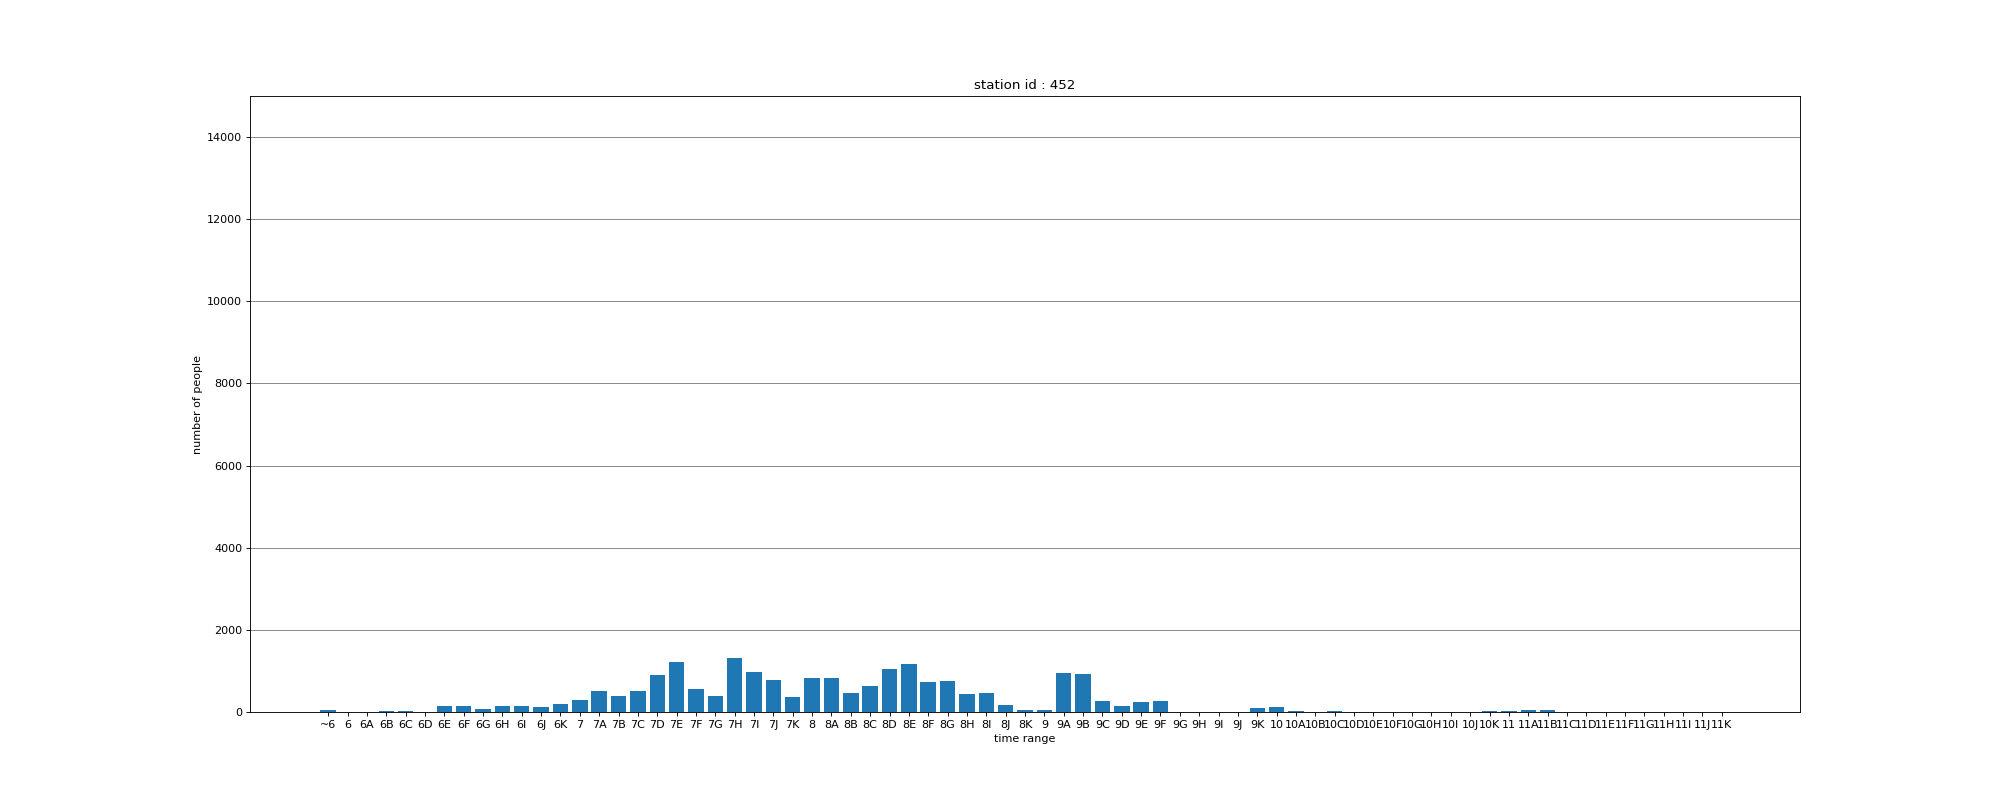 station id : 452
14000
12000
10000
8000
6000
4000
2000
0
number of people
~6 6 6A 6B 6C 6D 6E 6F 6G 6H 6I 6J 6K 7 7A 7B 7C 7D 7E 7F 7G 7H 7I 7J 7K 8 8A 8B 8C 8D 8E 8F 8G 8H 8I 8J 8K 9 9A 9B 9C 9D 9E 9F 9G 9H 9I 9J 9K 10 10A 10B 10C 10D 10E 10F 10G 10H 10I 10J 10K 11 11A 11B 11C 11D 11E 11F 11G 11H 11I 11J 11K
time range